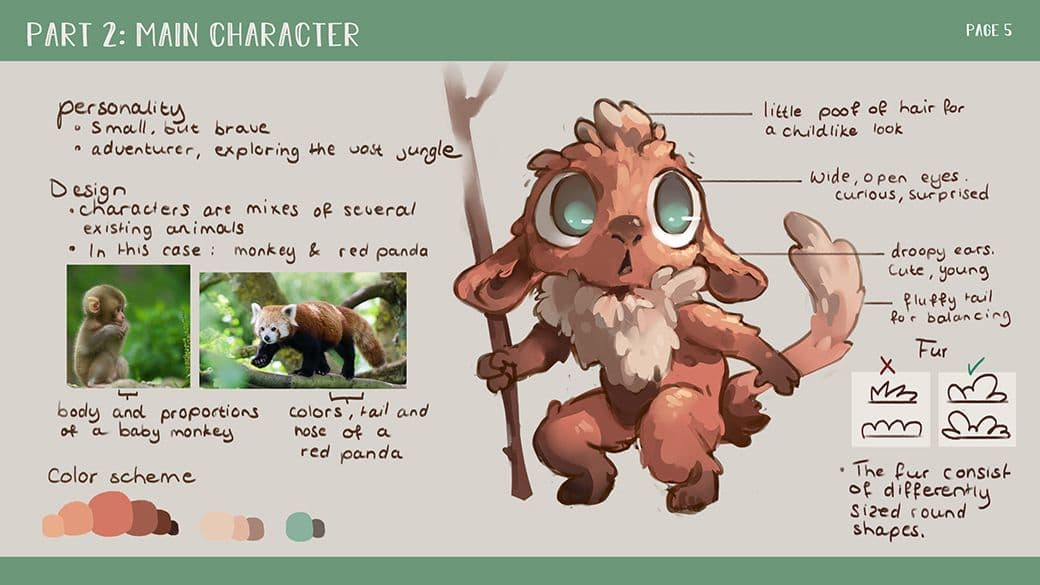 PART 2: MAIN CHARACTER
PAGE 5
personality
• Small, but brave
• adventurer, exploring the vast jungle
Design
• characters are mixes of several
existing animals
• In this case : monkey & red panda
body and proportions
of a baby monkey
colors, tail and
nose of a
red panda
Color scheme
little poof of hair for
a childlike look
wide, open eyes.
curious, surprised
droopy ears.
Cute, young
fluffy tail
for balancing
Fur
• The fur consist
of differently
sized round
shapes.